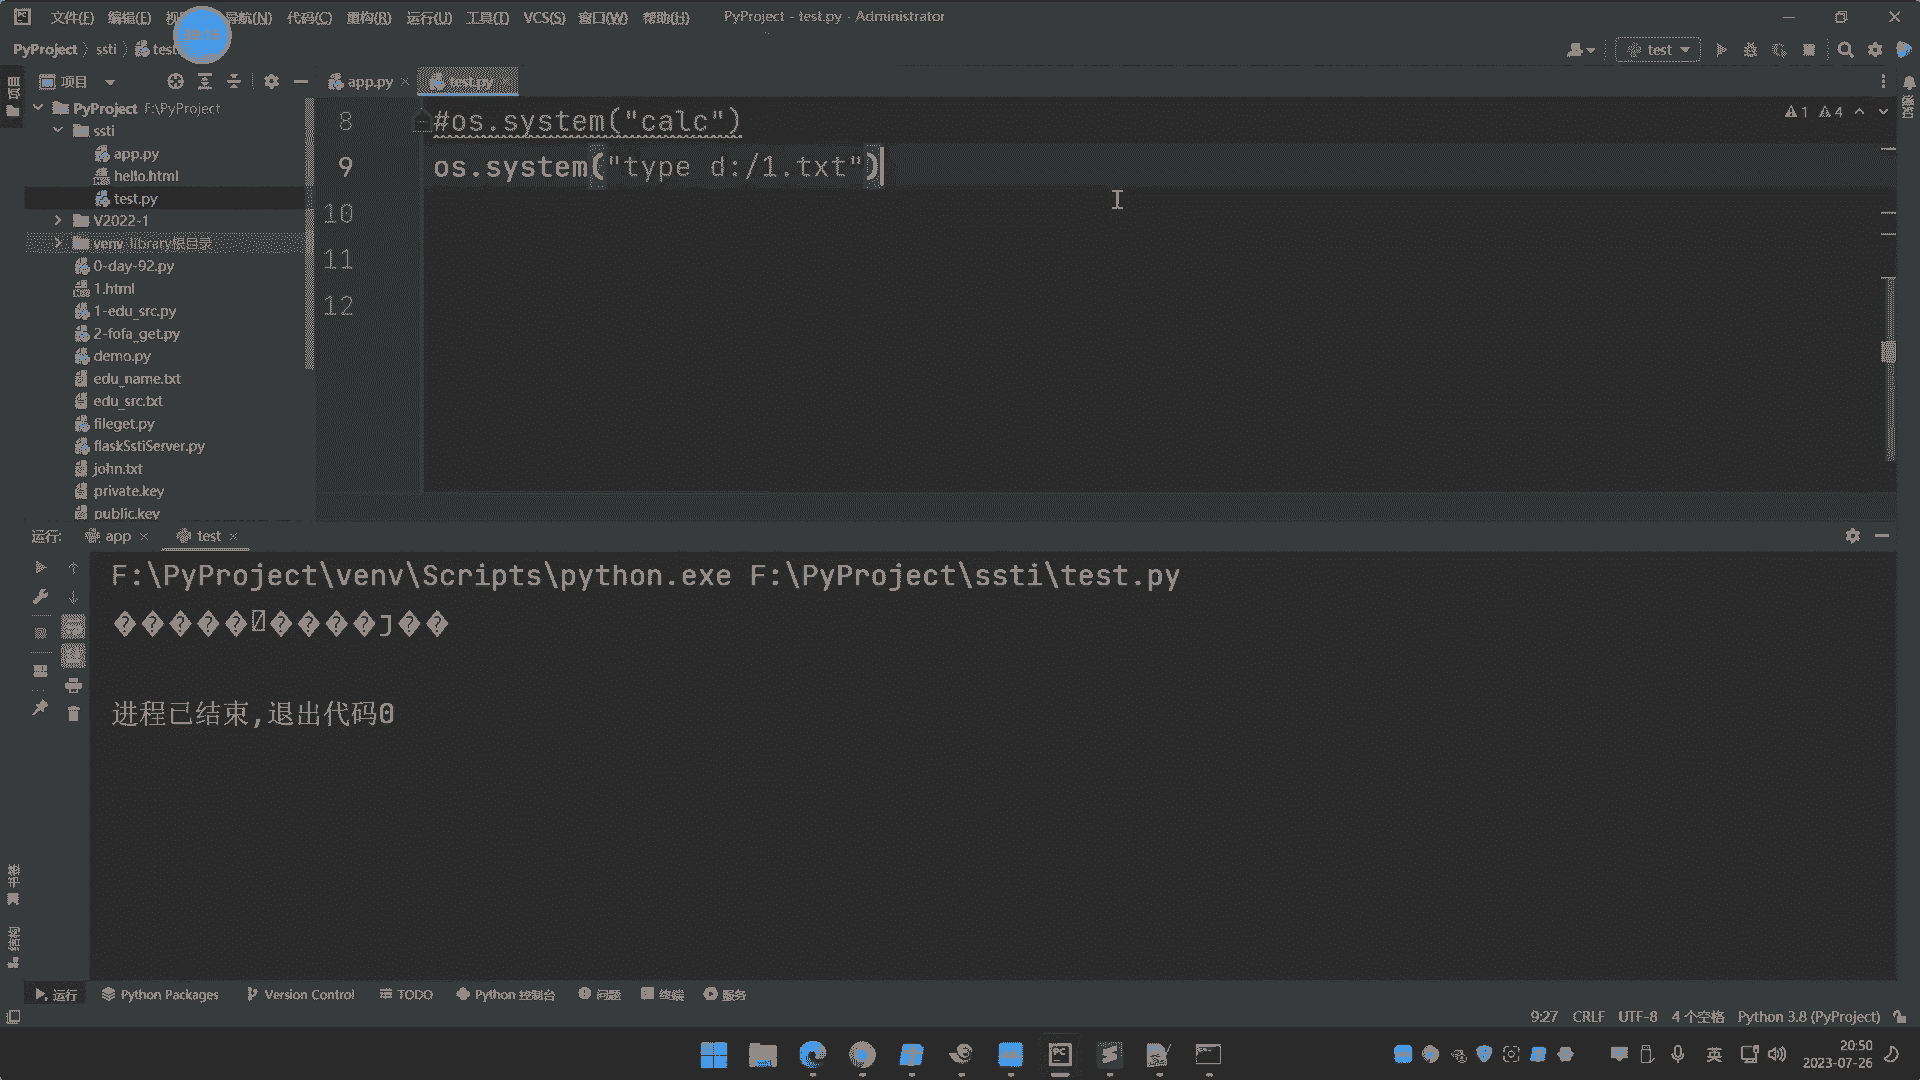 文件(F) 编辑(E) 导航(N) 代码(C) 重构(R) 运行(U) 工具(T) VCS(S) 窗口(W) 帮助(H) PyProject - test.py - Administrator
PyProject ssti test
test
项目
app.py test.py
PyProject F:\PyProject
ssti
app.py
hello.html
test.py
V2022-1
venv library根目录
0-day-92.py
1.html
1-edu_src.py
2-fofa_get.py
demo.py
edu_name.txt
edu_src.txt
fileget.py
flaskSstiServer.py
john.txt
private.key
public.key
1 4
8 #os.system("calc")
9 os.system("type d:/1.txt")
10
11
12
运行: app test
F:\PyProject\venv\Scripts\python.exe F:\PyProject\ssti\test.py
���������J��
进程已结束,退出代码0
书签
结构
运行 Python Packages Version Control TODO Python 控制台 问题 终端 服务
9:27 CRLF UTF-8 4 个空格 Python 3.8 (PyProject)
英
20:50
2023-07-26